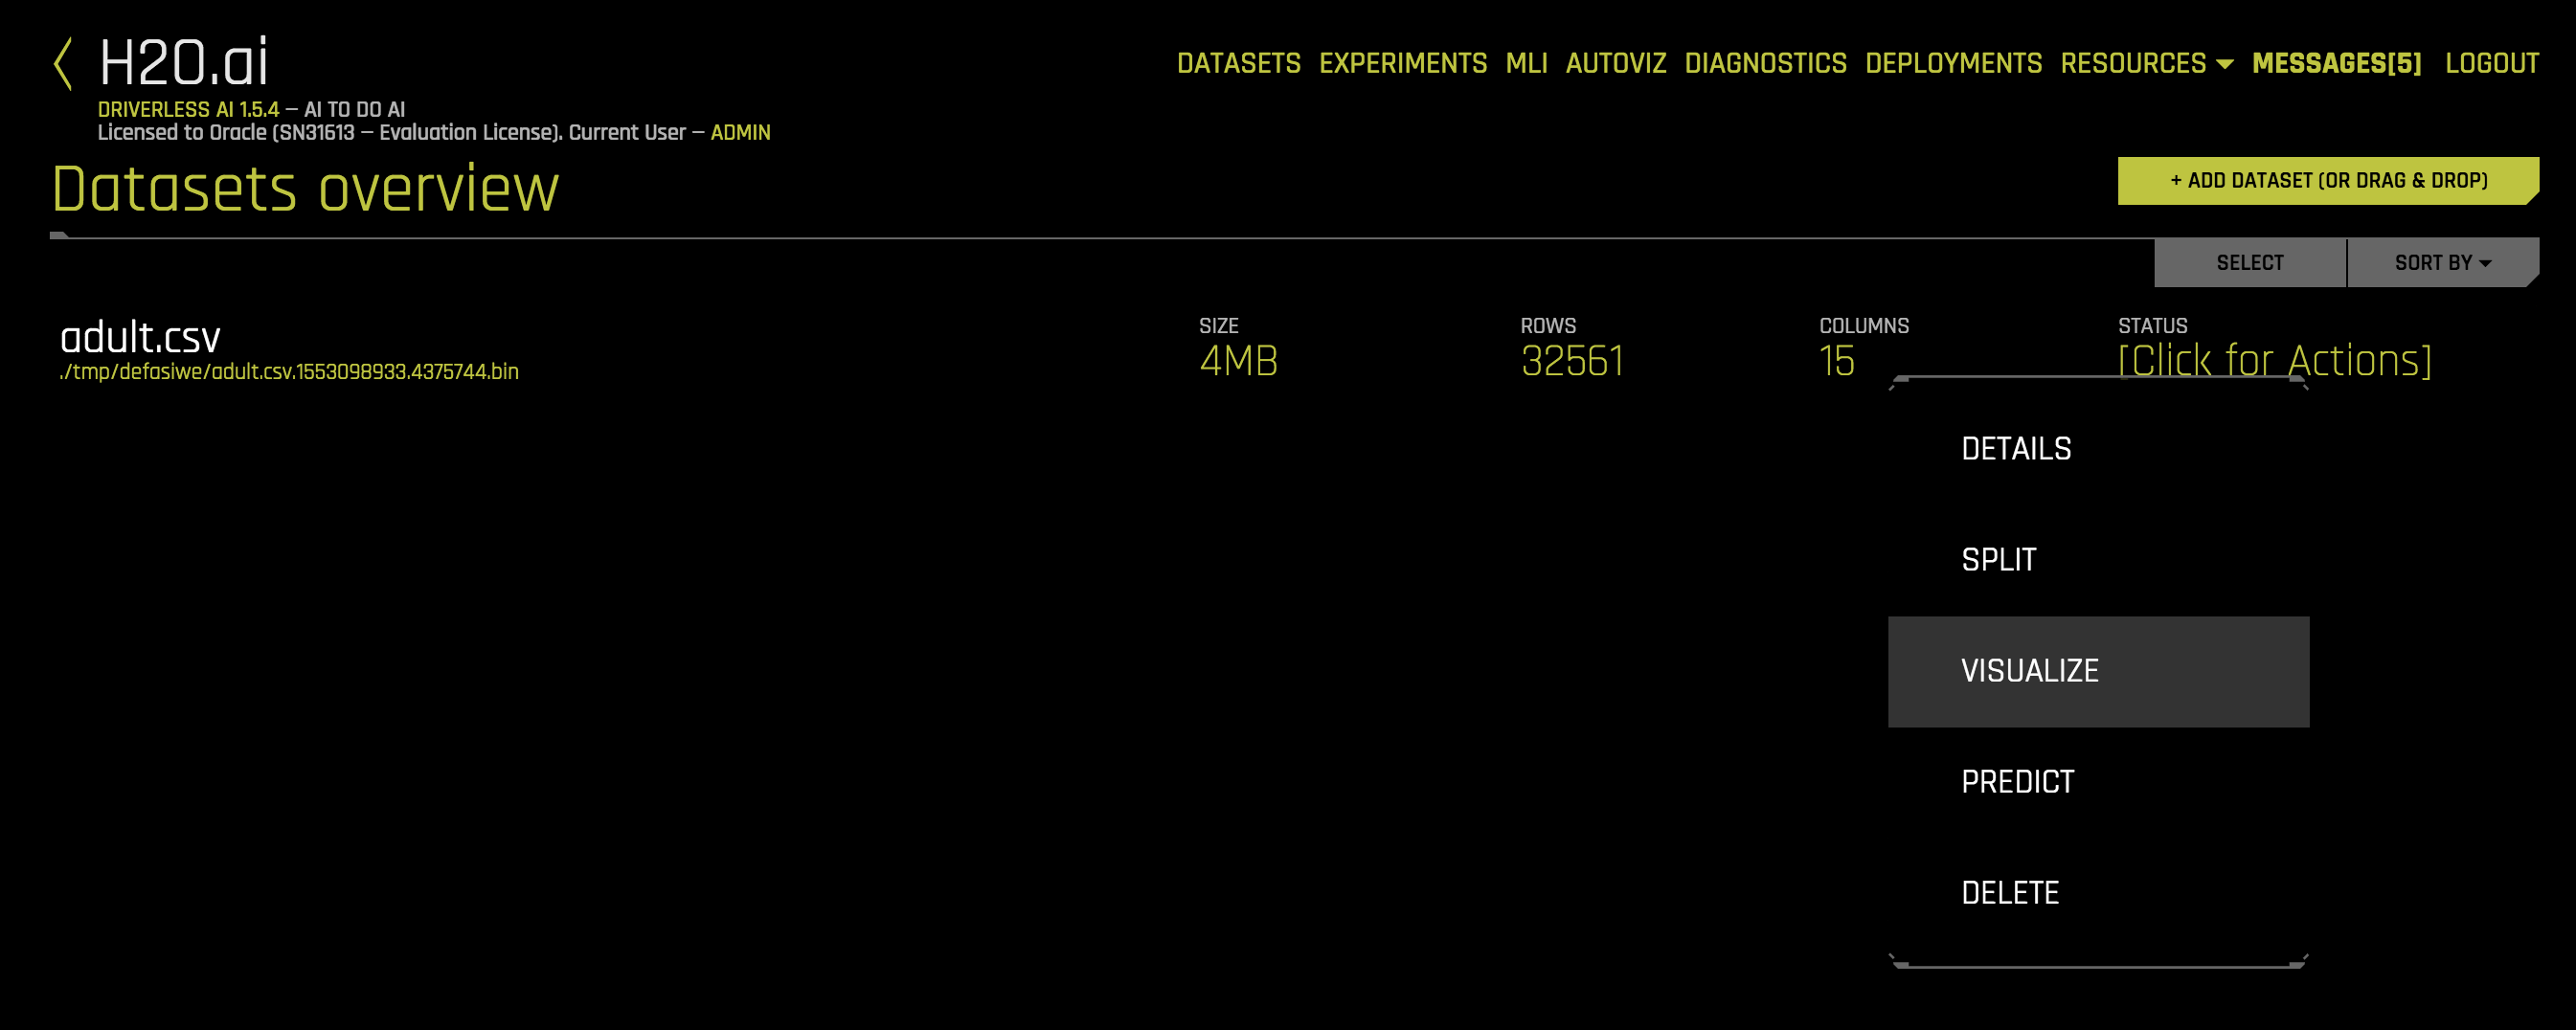 H2O.ai
DATASETS EXPERIMENTS MLI AUTOVIZ DIAGNOSTICS DEPLOYMENTS RESOURCES MESSAGES[5] LOGOUT
DRIVERLESS AI 1.5.4 — AI TO DO AI
Licensed to Oracle (SN31613 — Evaluation License). Current User — ADMIN
Datasets overview
+ ADD DATASET (OR DRAG & DROP)
SELECT SORT BY
adult.csv
./tmp/defasiwe/adult.csv.1553098933.4375744.bin
SIZE ROWS COLUMNS STATUS
4MB 32561 15 [Click for Actions]
DETAILS
SPLIT
VISUALIZE
PREDICT
DELETE